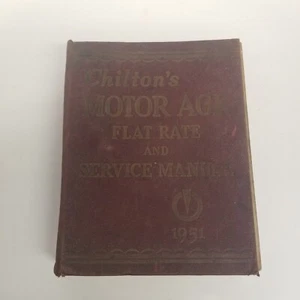 Chilton's
MOTOR AGE
FLAT RATE
AND
SERVICE MANUAL
1951